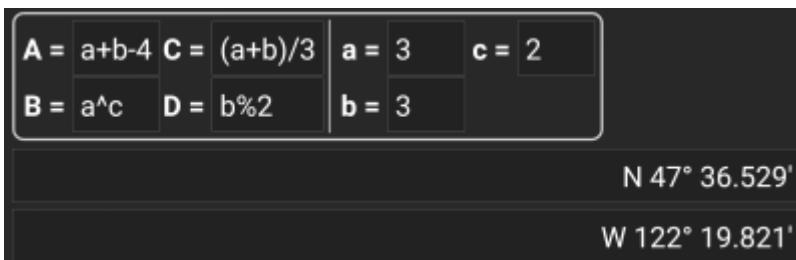 A = a+b-4 C = (a+b)/3 a = 3 c = 2
B = a^c D = b%2 b = 3
N 47° 36.529'
W 122° 19.821'